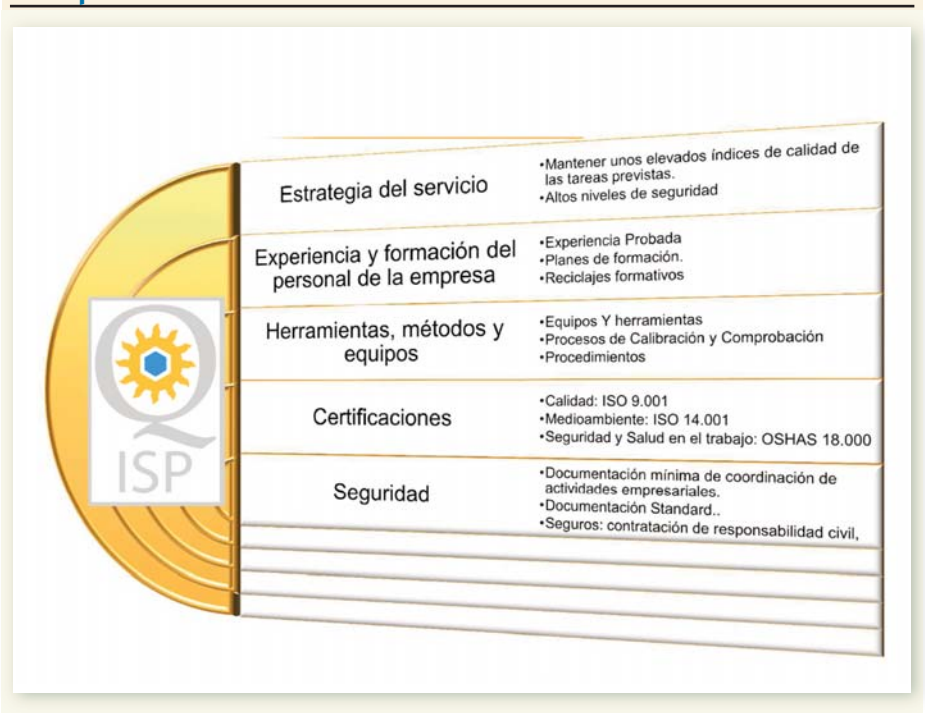 Estrategia del servicio
•Mantener unos elevados índices de calidad de
las tareas previstas.
•Altos niveles de seguridad
Experiencia y formación del
personal de la empresa
•Experiencia Probada
•Planes de formación.
•Reciclajes formativos
Herramientas, métodos y
equipos
•Equipos Y herramientas
•Procesos de Calibración y Comprobación
•Procedimientos
Certificaciones
•Calidad: ISO 9.001
•Medioambiente: ISO 14.001
•Seguridad y Salud en el trabajo: OSHAS 18.000
Seguridad
•Documentación mínima de coordinación de
actividades empresariales.
•Documentación Standard..
•Seguros: contratación de responsabilidad civil,
Q
ISP